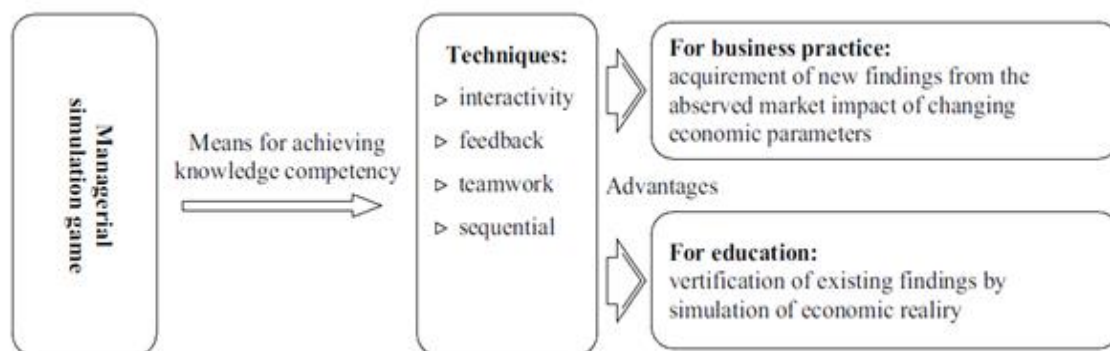 Managerial
simulation game
Means for achieving
knowledge competency
Techniques:
▷ interactivity
▷ feedback
▷ teamwork
▷ sequential
Advantages
For business practice:
acquirement of new findings from the
abserved market impact of changing
economic parameters
For education:
vertification of existing findings by
simulation of economic realiry